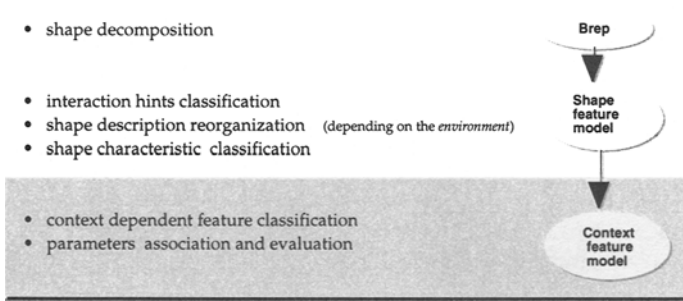 • shape decomposition
Brep
• interaction hints classification
• shape description reorganization (depending on the environment)
• shape characteristic classification
Shape
feature
model
• context dependent feature classification
• parameters association and evaluation
Context
feature
model